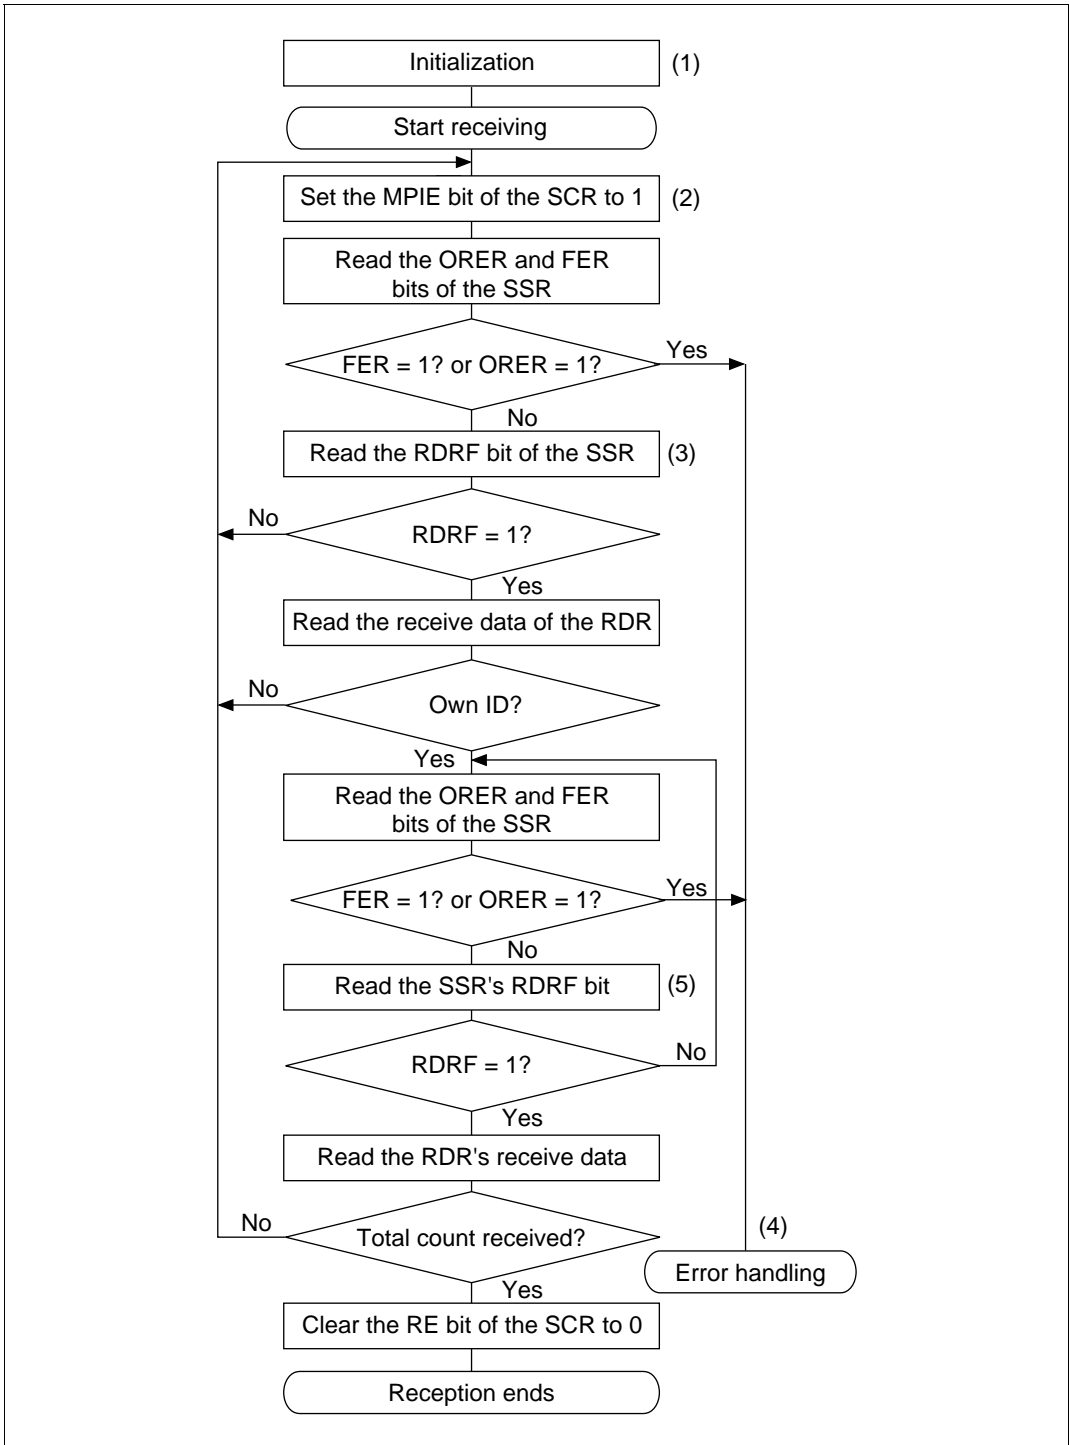 Initialization (1)
Start receiving
Set the MPIE bit of the SCR to 1 (2)
Read the ORER and FER
bits of the SSR
FER = 1? or ORER = 1? Yes
No
Read the RDRF bit of the SSR (3)
No RDRF = 1?
Yes
Read the receive data of the RDR
No Own ID?
Yes
Read the ORER and FER
bits of the SSR
FER = 1? or ORER = 1? Yes
No
Read the SSR's RDRF bit (5)
RDRF = 1? No
Yes
Read the RDR's receive data
No Total count received? (4)
Error handling
Yes
Clear the RE bit of the SCR to 0
Reception ends